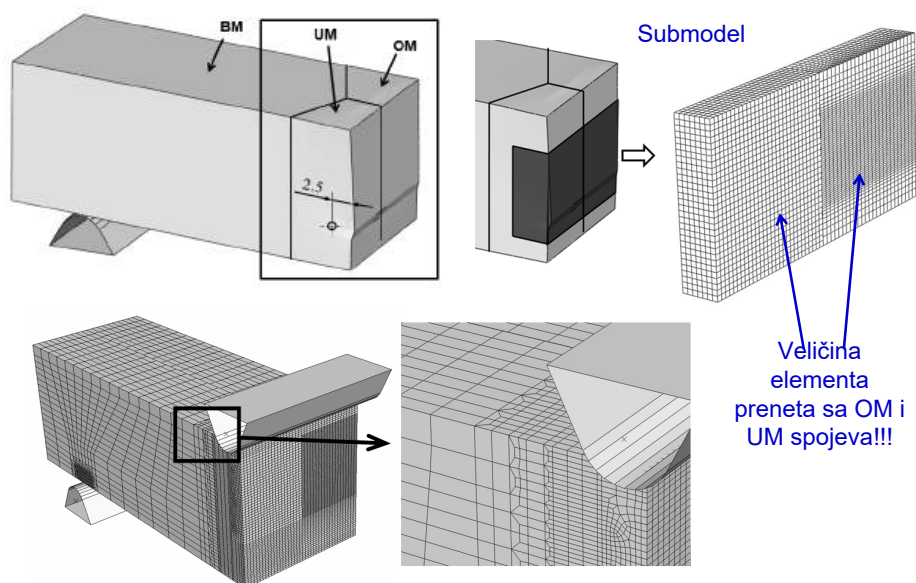 BM
UM
OM
2.5
Submodel
Veličina
elementa
preneta sa OM i
UM spojeva!!!